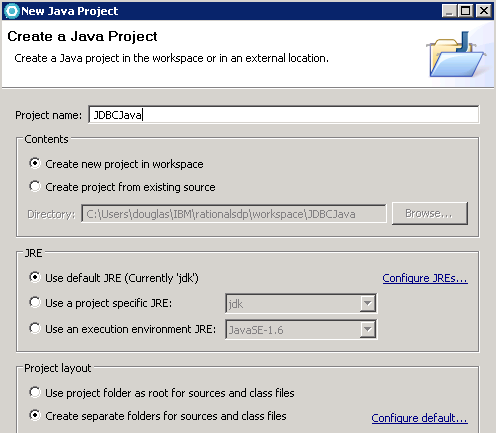 New Java Project
Create a Java Project
Create a Java project in the workspace or in an external location.
Project name: JDBCJava
Contents
Create new project in workspace
Create project from existing source
Directory: C:\Users\douglas\IBM\rationalsdp\workspace\JDBCJava Browse...
JRE
Use default JRE (Currently 'jdk') Configure JREs...
Use a project specific JRE: jdk
Use an execution environment JRE: JavaSE-1.6
Project layout
Use project folder as root for sources and class files
Create separate folders for sources and class files Configure default...